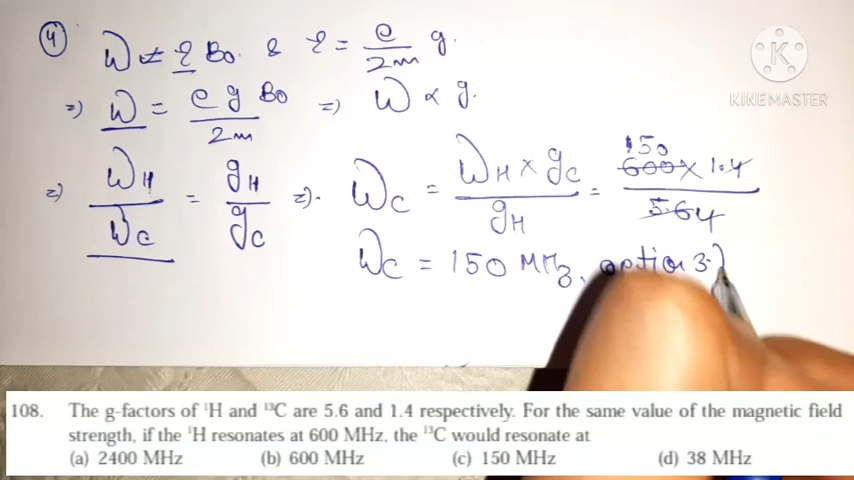 4
ω = γ B₀ & γ = e/2m g.
KINEMASTER
⇒ ω = e g B₀ / 2m ⇒ ω ∝ g.
⇒ ω_H / ω_C = g_H / g_C ⇒ ω_C = ω_H × g_C / g_H = 150 600 × 1.4 / 5.6 4
ω_C = 150 MHz, option 3)
108. The g-factors of ¹H and ¹³C are 5.6 and 1.4 respectively. For the same value of the magnetic field
strength, if the ¹H resonates at 600 MHz, the ¹³C would resonate at
(a) 2400 MHz (b) 600 MHz (c) 150 MHz (d) 38 MHz